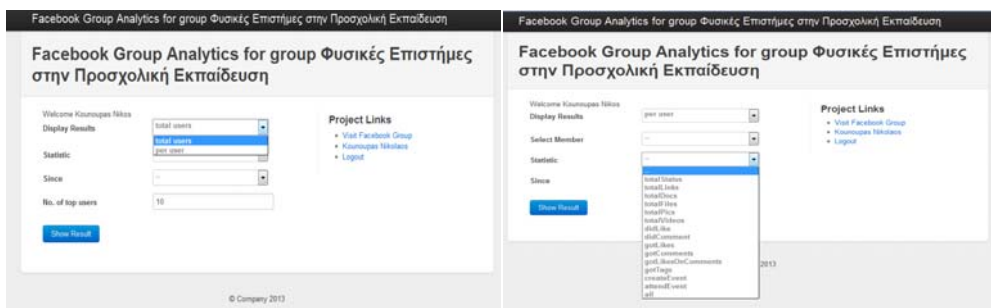 Facebook Group Analytics for group Φυσικές Επιστήμες στην Προσχολική Εκπαίδευση
Facebook Group Analytics for group Φυσικές Επιστήμες
στην Προσχολική Εκπαίδευση
Welcome Kounoupas Nikos
Display Results
total users
total users
per user
Statistic
Since
--
No. of top users
10
Show Result
Project Links
Visit Facebook Group
Kounoupas Nikolaos
Logout
© Company 2013
Facebook Group Analytics for group Φυσικές Επιστήμες στην Προσχολική Εκπαίδευση
Facebook Group Analytics for group Φυσικές Επιστήμες
στην Προσχολική Εκπαίδευση
Welcome Kounoupas Nikos
Display Results
per user
Select Member
--
Statistic
--
--
totalStatus
totalLinks
totalDocs
totalFiles
totalPics
totalVideos
didLike
didComment
gotLikes
gotComments
gotLikesOnComments
gotTags
createEvent
attendEvent
all
Since
Show Result
Project Links
Visit Facebook Group
Kounoupas Nikolaos
Logout
2013